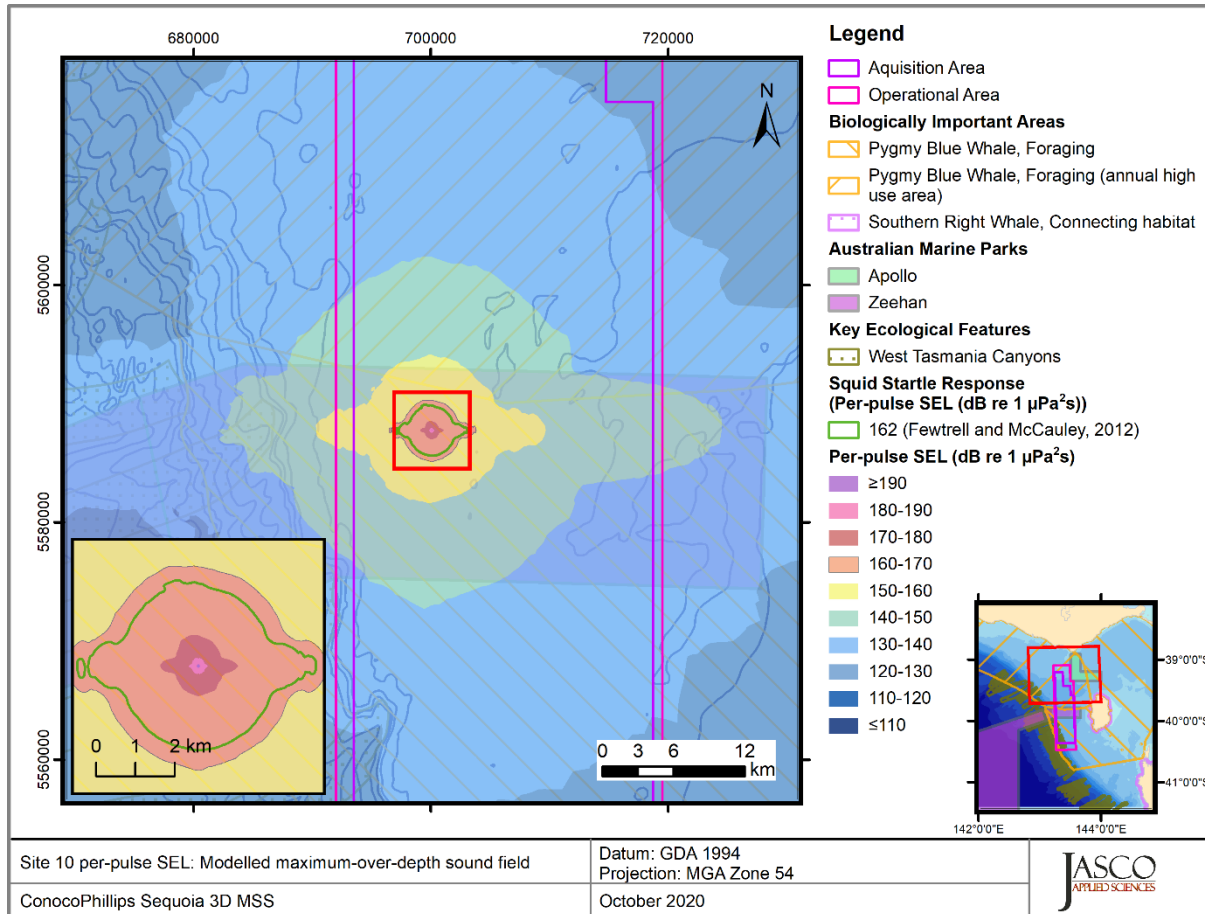 680000 700000 720000
5600000
5580000
5560000
N
0 1 2 km
0 3 6 12
km
Legend
Aquisition Area
Operational Area
Biologically Important Areas
Pygmy Blue Whale, Foraging
Pygmy Blue Whale, Foraging (annual high
use area)
Southern Right Whale, Connecting habitat
Australian Marine Parks
Apollo
Zeehan
Key Ecological Features
West Tasmania Canyons
Squid Startle Response
(Per-pulse SEL (dB re 1 µPa²s))
162 (Fewtrell and McCauley, 2012)
Per-pulse SEL (dB re 1 µPa²s)
≥190
180-190
170-180
160-170
150-160
140-150
130-140
120-130
110-120
≤110
39°0'0"S
40°0'0"S
41°0'0"S
142°0'0"E 144°0'0"E
Site 10 per-pulse SEL: Modelled maximum-over-depth sound field
Datum: GDA 1994
Projection: MGA Zone 54
ConocoPhillips Sequoia 3D MSS
October 2020
JASCO
APPLIED SCIENCES